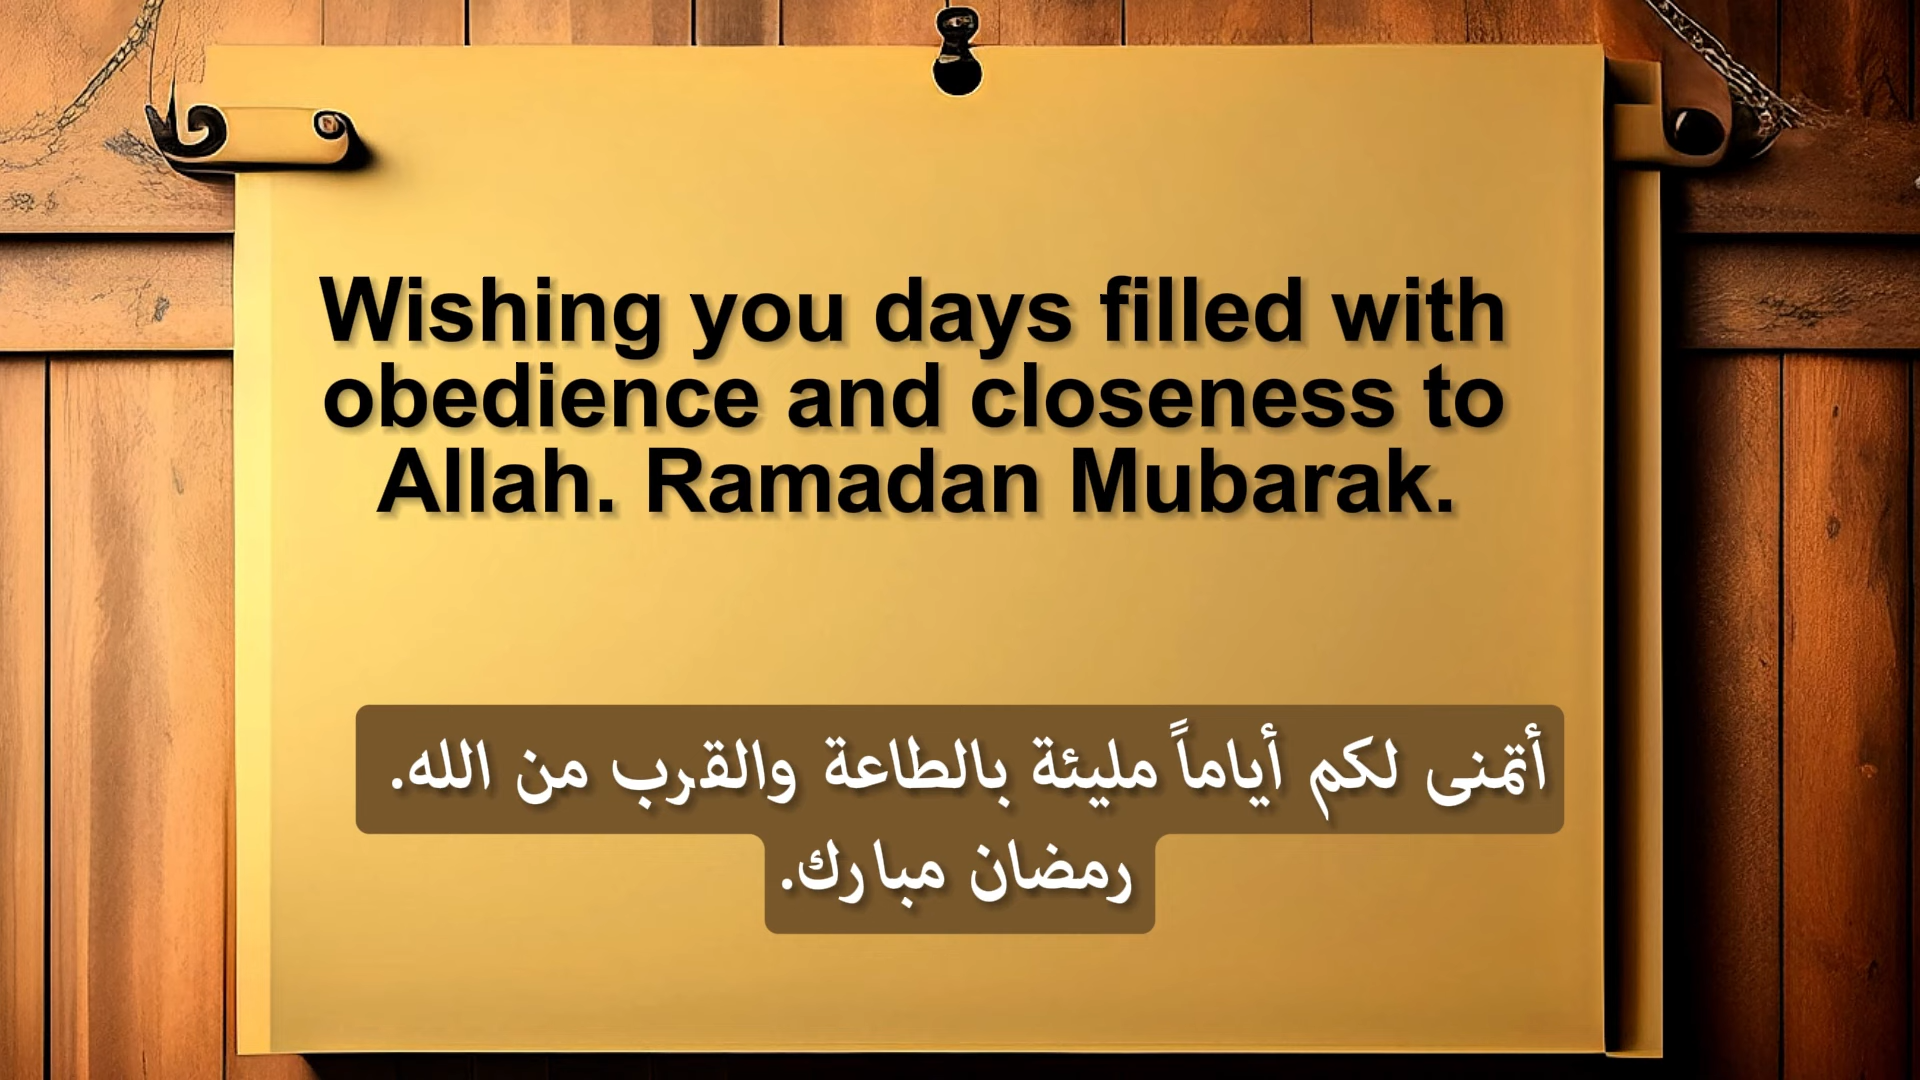 Wishing you days filled with
obedience and closeness to
Allah. Ramadan Mubarak.
أتمنى لكم أياماً مليئة بالطاعة والقرب من الله.
رمضان مبارك.